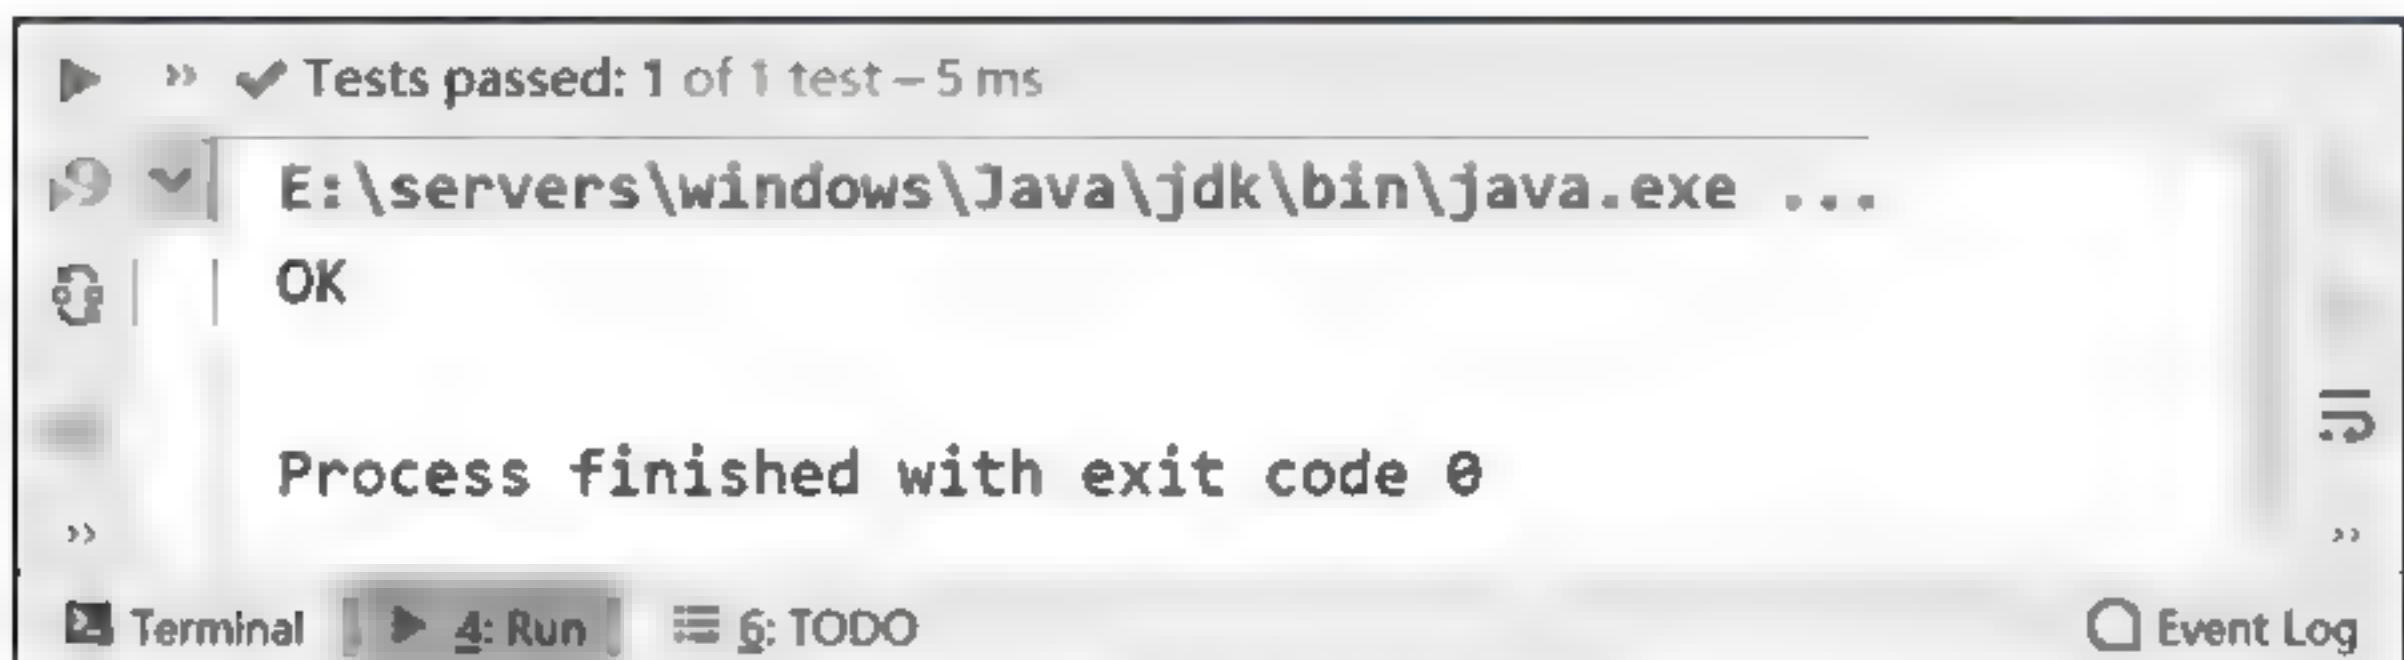 Tests passed: 1 of 1 test – 5 ms
E:\servers\windows\Java\jdk\bin\java.exe ...
OK
Process finished with exit code 0
Terminal 4: Run 6: TODO Event Log